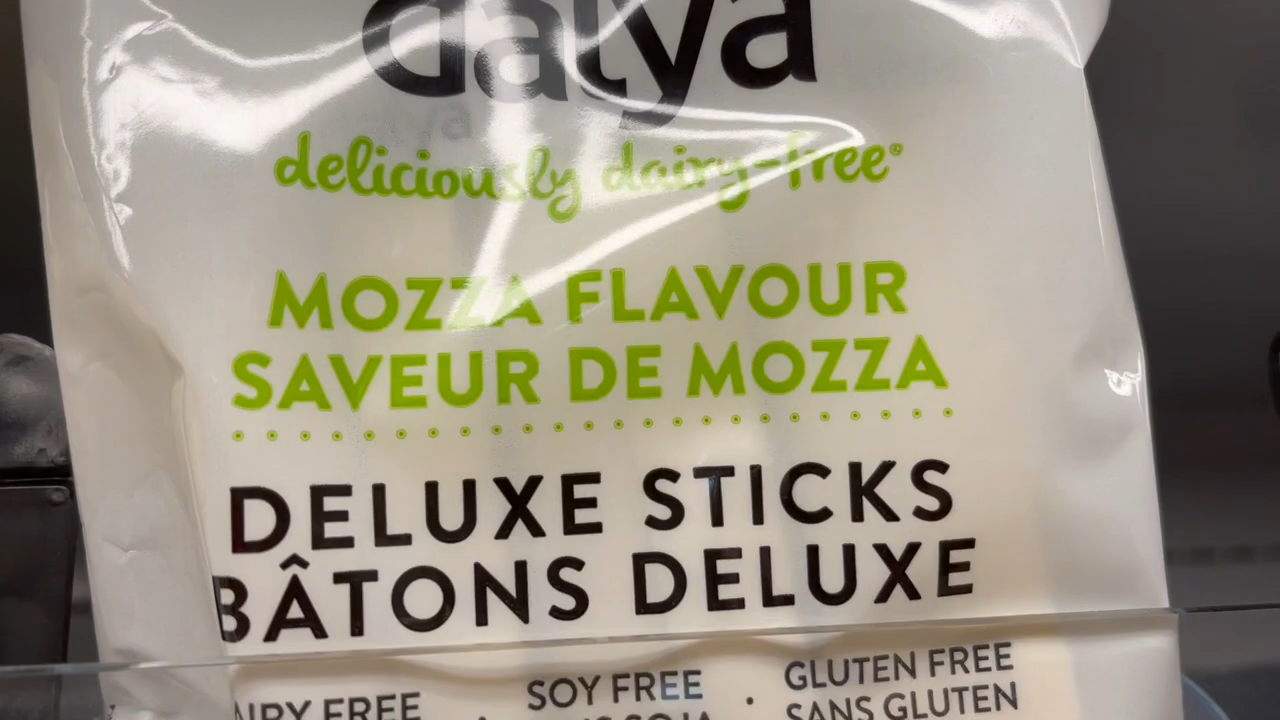 daiya
deliciously dairy-free®
MOZZA FLAVOUR
SAVEUR DE MOZZA
DELUXE STICKS
BÂTONS DELUXE
FREE · SOY FREE · GLUTEN FREE
SANS GLUTEN